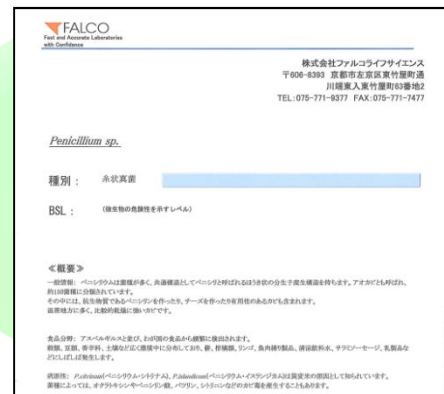 FALCO
Fast and Accurate Laboratories
with Confidence
株式会社ファルコライフサイエンス
〒606-8393 京都市左京区東竹屋町通
川端東入東竹屋町63番地2
TEL:075-771-9377 FAX:075-771-7477
Penicillium sp.
種別: 糸状真菌
BSL: (微生物の危険性を示すレベル)
≪概要≫
一般情報: ペニシリウムは菌種が多く、共通構造としてペニシリと呼ばれるほうき状の分生子産生構造を持ちます。アオカビとも呼ばれ、
約150菌種に分類されています。
その中には、抗生物質であるペニシリンを作ったり、チーズを作ったり有用性のあるカビも含まれます。
温帯地方に多く、比較的乾燥に強いカビです。
食品分野: アスペルギルスと並び、わが国の食品から頻繁に検出されます。
穀類、豆類、香辛料、土壌など広く環境中に分布しており、餅、柑橘類、リンゴ、魚肉練り製品、清涼飲料水、サラミソーセージ、乳製品な
どにしばしば発生します。
病原性: P.citrinum(ペニシリウム・シトリナム)、P.islandicum(ペニシリウム・イスランジカム)は黄変米の原因として知られています。
菌種によっては、オクラトキシンやペニシリン酸、パツリン、シトリニンなどのカビ毒を産生することもあります。